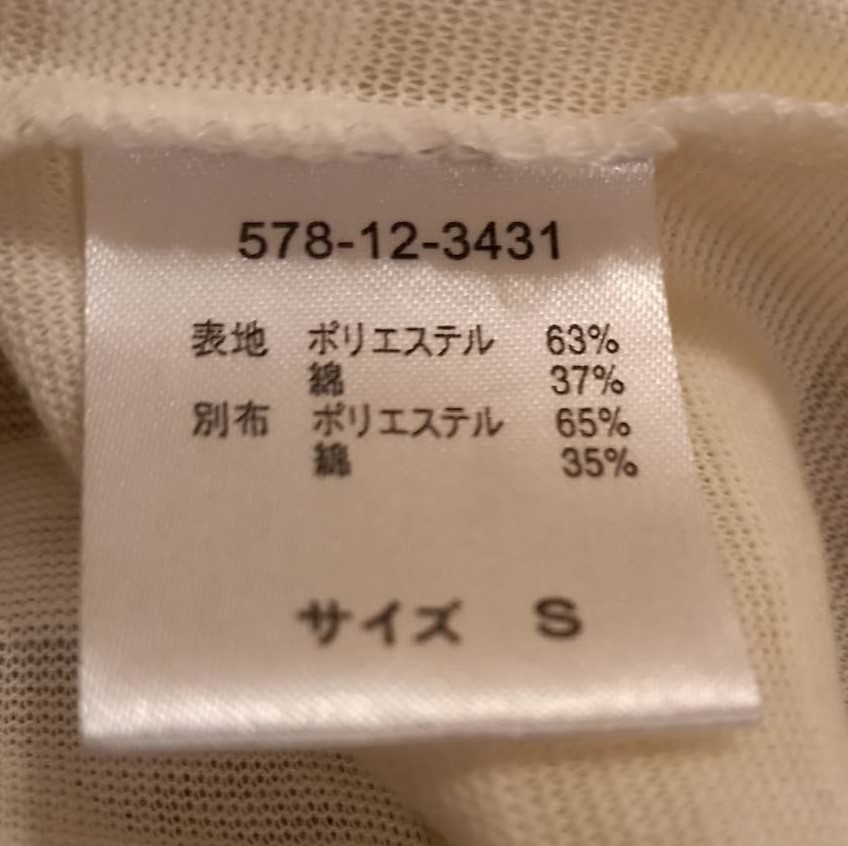 578-12-3431
表地 ポリエステル 63%
綿 37%
別布 ポリエステル 65%
綿 35%
サイズ S